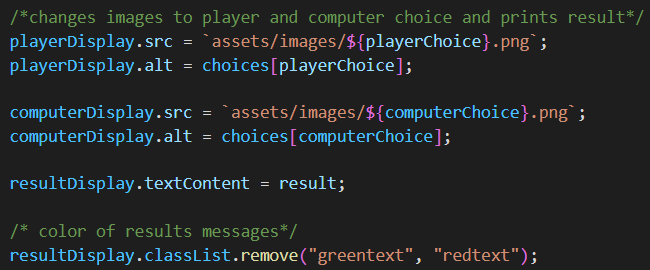 /*changes images to player and computer choice and prints result*/
playerDisplay.src = `assets/images/${playerChoice}.png`;
playerDisplay.alt = choices[playerChoice];
computerDisplay.src = `assets/images/${computerChoice}.png`;
computerDisplay.alt = choices[computerChoice];
resultDisplay.textContent = result;
/* color of results messages*/
resultDisplay.classList.remove("greentext", "redtext");